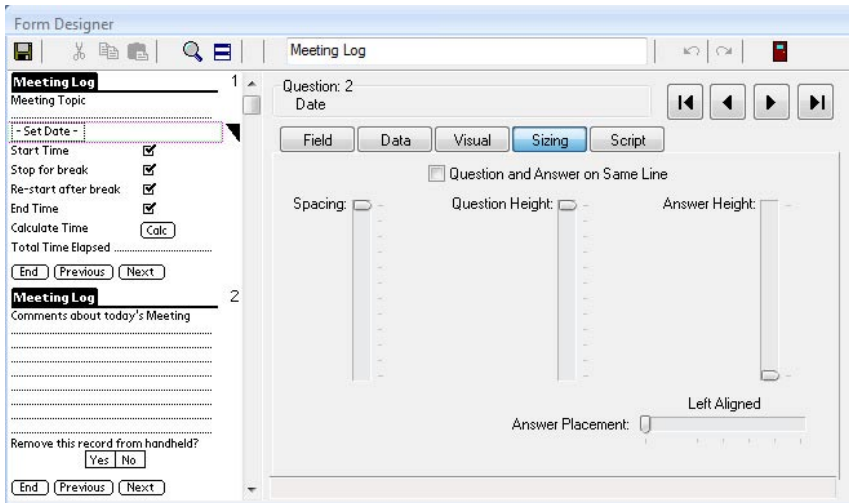 Form Designer
Meeting Log
Meeting Log 1
Meeting Topic
- Set Date -
Start Time
Stop for break
Re-start after break
End Time
Calculate Time Calc
Total Time Elapsed
End Previous Next
Meeting Log 2
Comments about today's Meeting
Remove this record from handheld?
Yes No
End Previous Next
Question: 2
Date
Field Data Visual Sizing Script
Question and Answer on Same Line
Spacing: Question Height: Answer Height:
Left Aligned
Answer Placement: